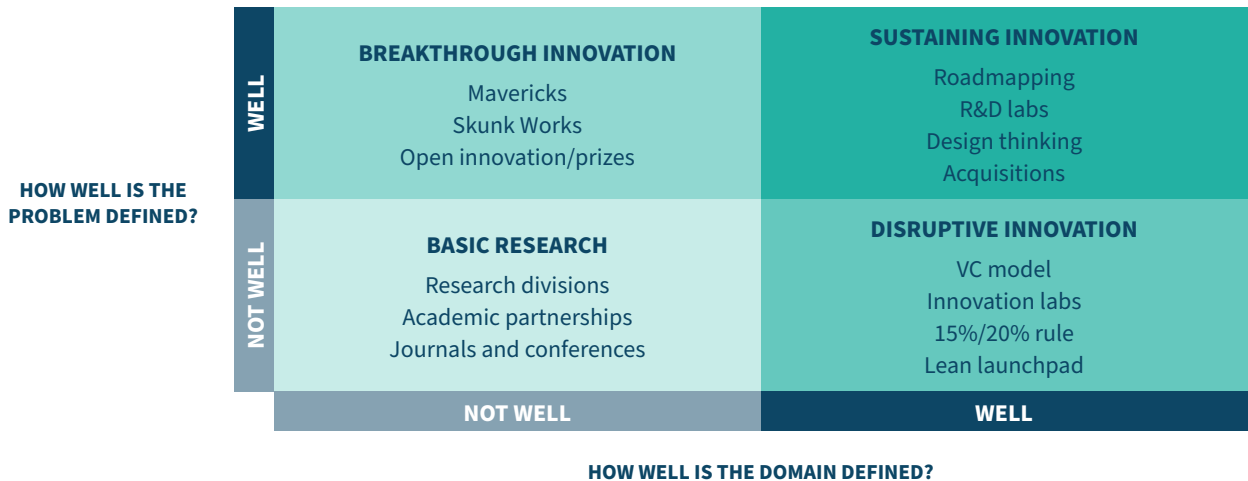 HOW WELL IS THE
PROBLEM DEFINED?
WELL
BREAKTHROUGH INNOVATION
Mavericks
Skunk Works
Open innovation/prizes
SUSTAINING INNOVATION
Roadmapping
R&D labs
Design thinking
Acquisitions
NOT WELL
BASIC RESEARCH
Research divisions
Academic partnerships
Journals and conferences
DISRUPTIVE INNOVATION
VC model
Innovation labs
15%/20% rule
Lean launchpad
NOT WELL
WELL
HOW WELL IS THE DOMAIN DEFINED?